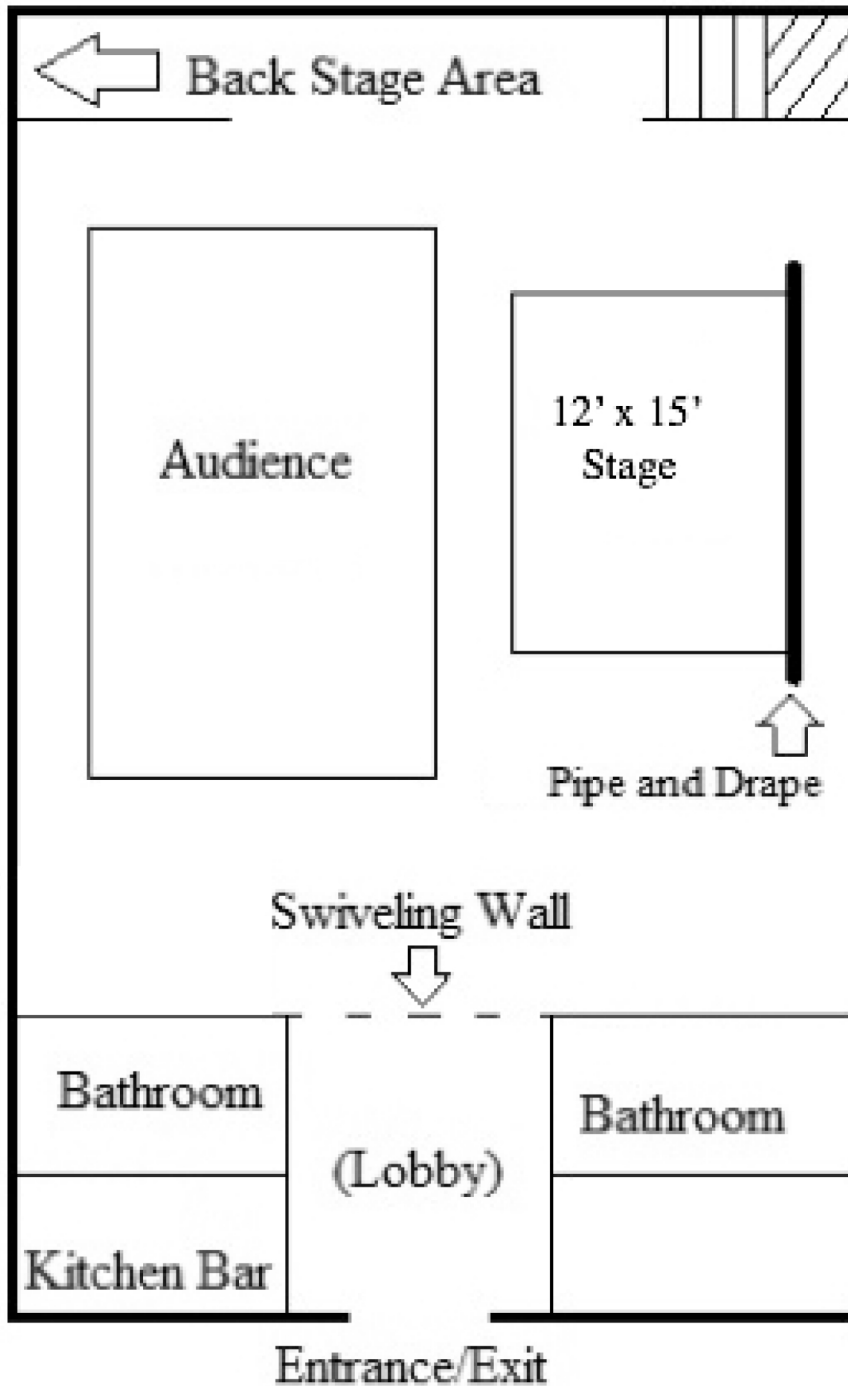 Back Stage Area
12’ x 15’
Stage
Audience
Pipe and Drape
Swiveling Wall
Bathroom
Bathroom
(Lobby)
Kitchen Bar
Entrance/Exit